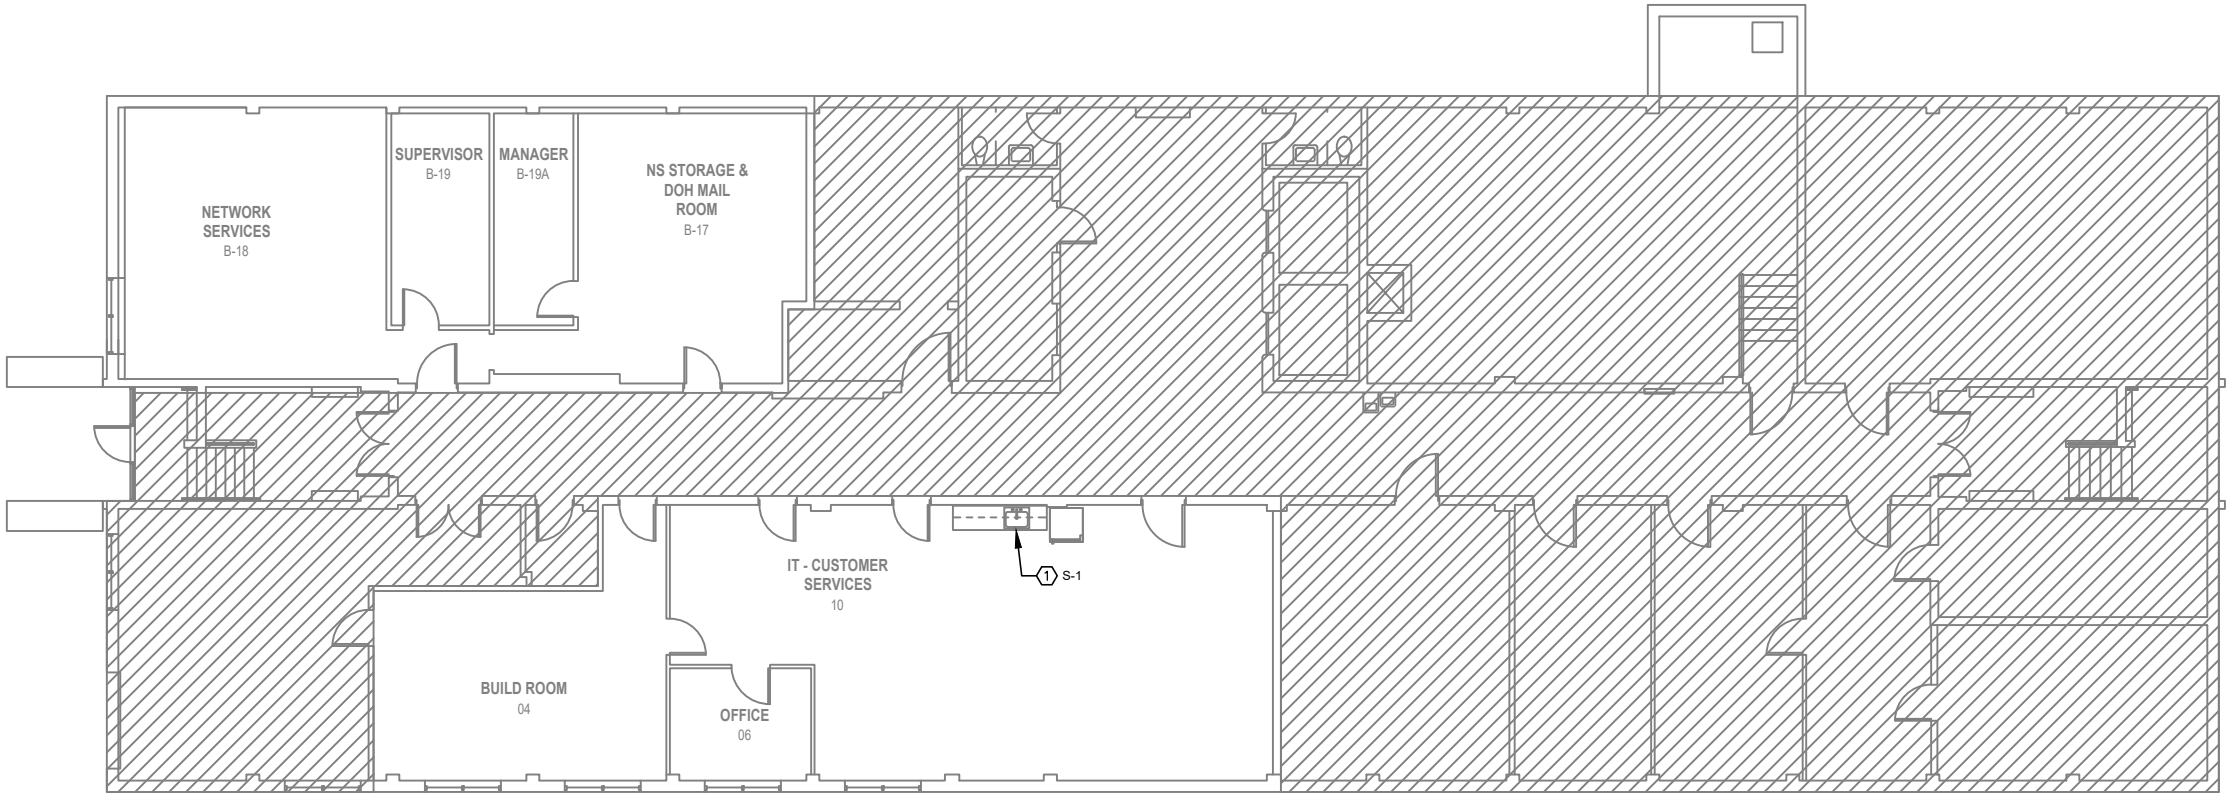 SUPERVISOR
B-19
MANAGER
B-19A
NS STORAGE &
DOH MAIL
ROOM
B-17
NETWORK
SERVICES
B-18
IT - CUSTOMER
SERVICES
10
1 S-1
BUILD ROOM
04
OFFICE
06